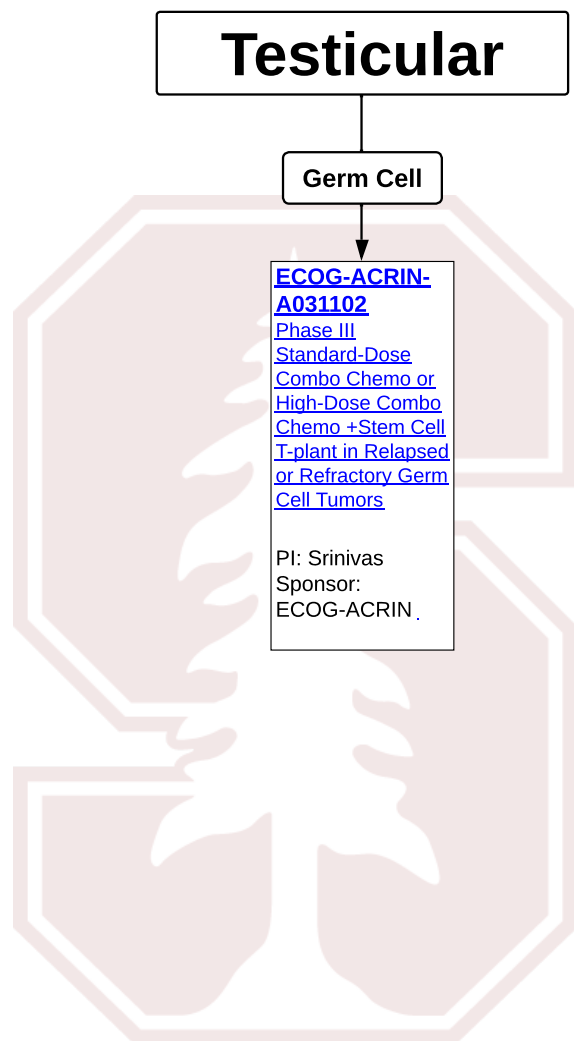 Testicular
Germ Cell
ECOG-ACRIN-
A031102
Phase III
Standard-Dose
Combo Chemo or
High-Dose Combo
Chemo +Stem Cell
T-plant in Relapsed
or Refractory Germ
Cell Tumors
PI: Srinivas
Sponsor:
ECOG-ACRIN .